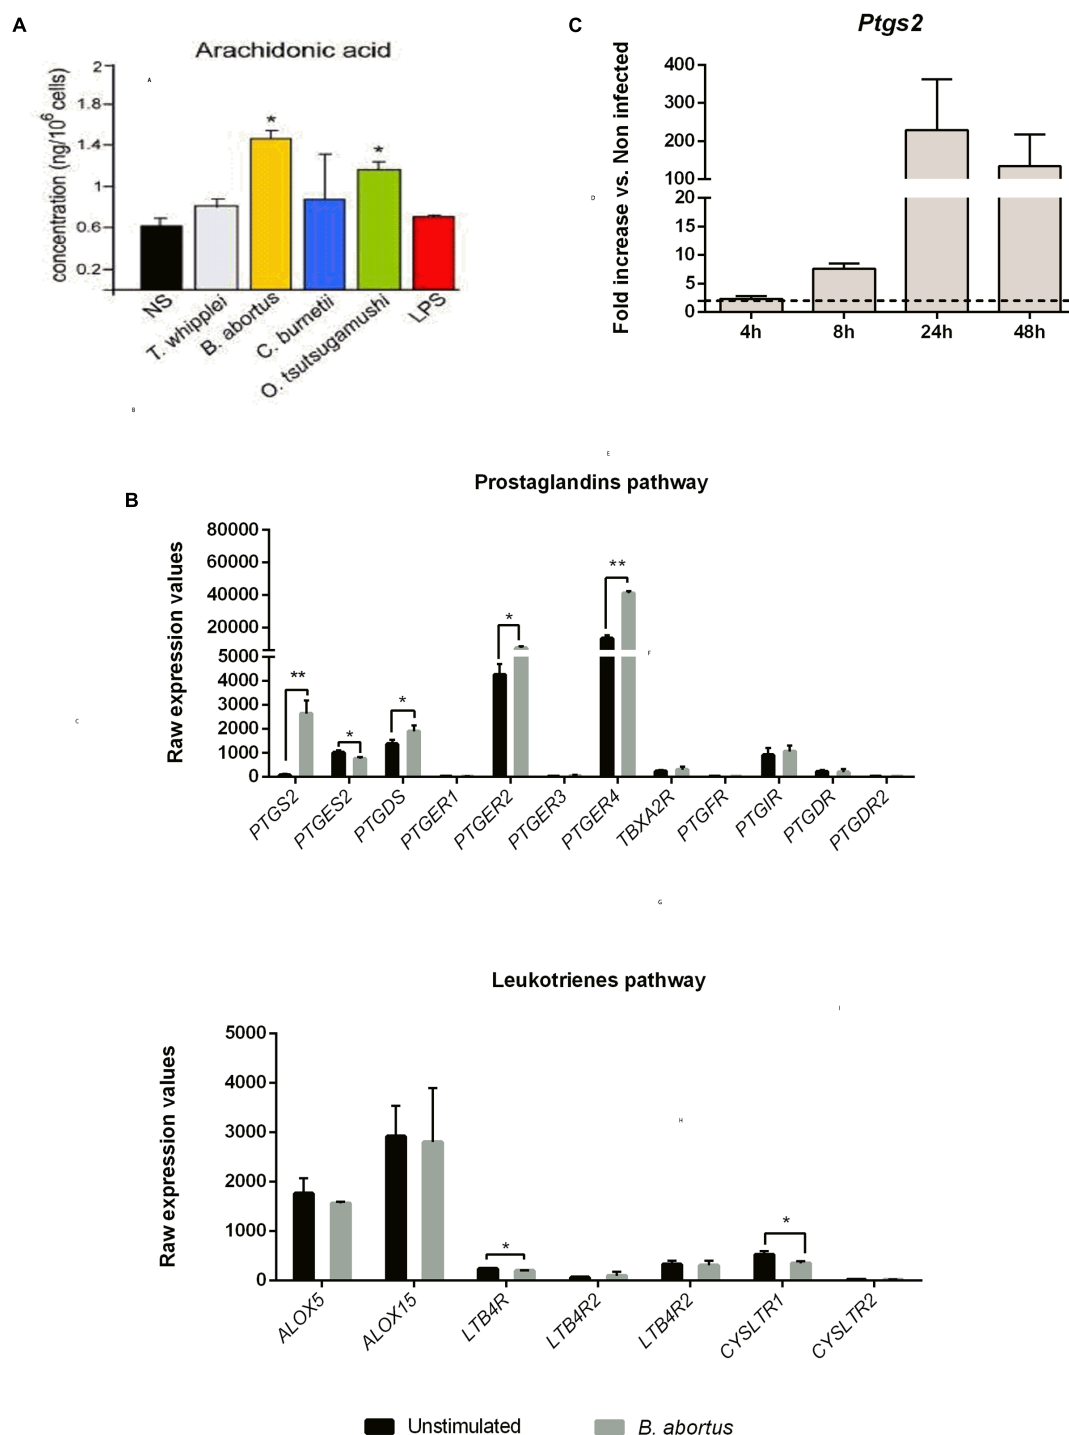 A
Arachidonic acid
concentration (ng/10^6 cells)
2
1.8
1.4
1
0.6
0.2
NS
T. whipplei
B. abortus
C. burnetii
O. tsutsugamushi
LPS
*
*
A
B
C
Ptgs2
Fold increase vs. Non infected
400
300
200
100
20
15
10
5
0
4h
8h
24h
48h
D
E
B
Prostaglandins pathway
Raw expression values
80000
60000
40000
20000
5000
4000
3000
2000
1000
0
**
*
*
*
**
PTGS2
PTGES2
PTGDS
PTGER1
PTGER2
PTGER3
PTGER4
TBXA2R
PTGFR
PTGIR
PTGDR
PTGDR2
F
C
G
Leukotrienes pathway
I
Raw expression values
5000
4000
3000
2000
1000
0
H
*
*
ALOX5
ALOX15
LTB4R
LTB4R2
LTB4R2
CYSLTR1
CYSLTR2
Unstimulated
B. abortus